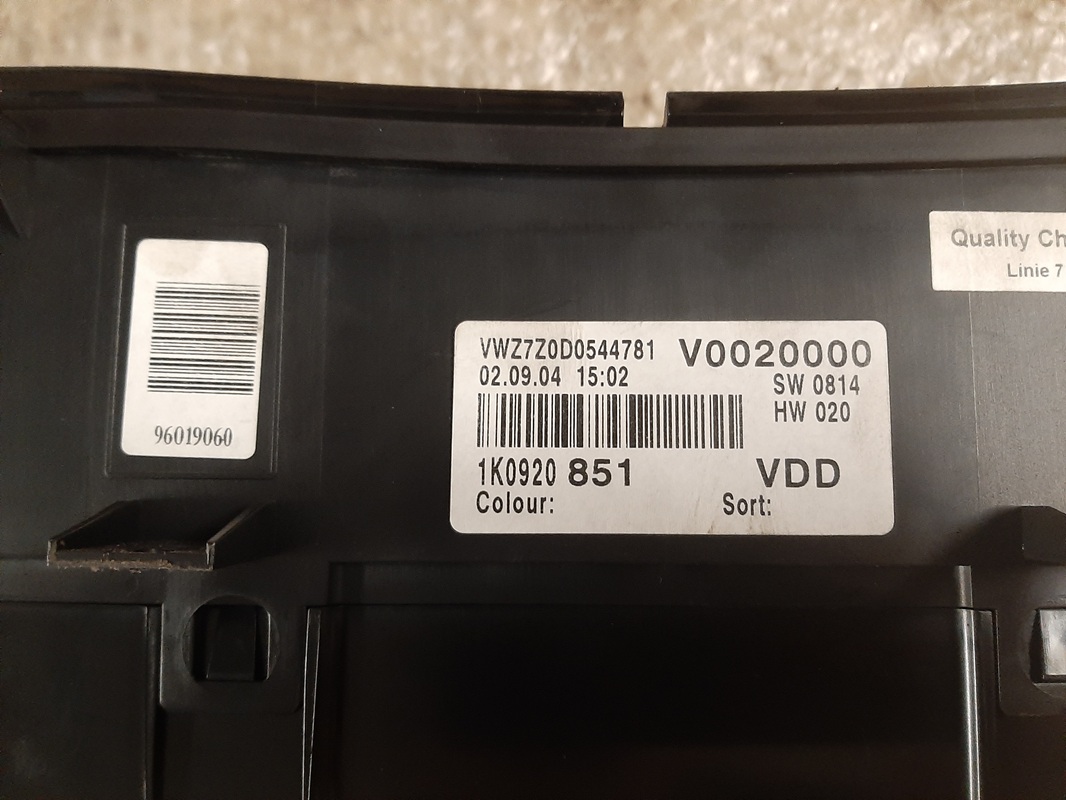 96019060
VWZ7Z0D0544781 V0020000
02.09.04 15:02 SW 0814
HW 020
1K0920 851 VDD
Colour: Sort:
Quality Ch
Linie 7